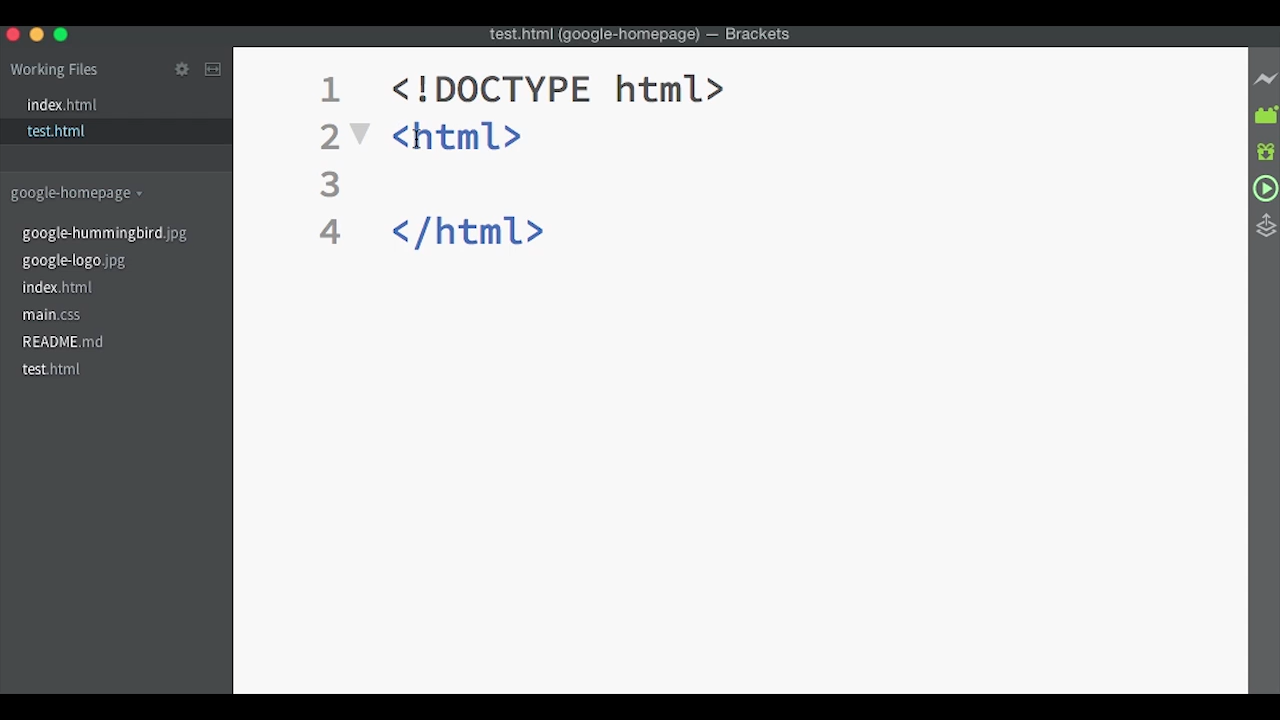 test.html (google-homepage) — Brackets
Working Files
index.html
test.html
google-homepage
google-hummingbird.jpg
google-logo.jpg
index.html
main.css
README.md
test.html
1 <!DOCTYPE html>
2 <html>
3
4 </html>